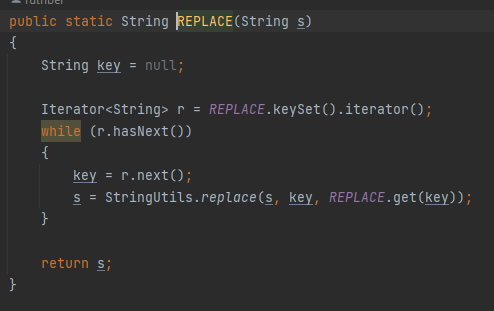 public static String REPLACE(String s)
{
String key = null;
Iterator<String> r = REPLACE.keySet().iterator();
while (r.hasNext())
{
key = r.next();
s = StringUtils.replace(s, key, REPLACE.get(key));
}
return s;
}